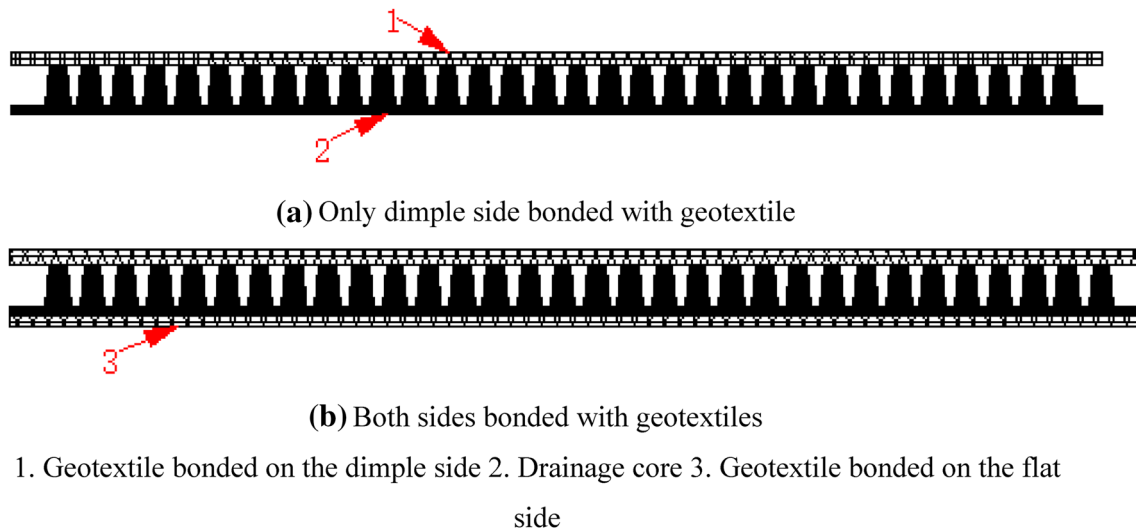 1
2
(a) Only dimple side bonded with geotextile
3
(b) Both sides bonded with geotextiles
1. Geotextile bonded on the dimple side 2. Drainage core 3. Geotextile bonded on the flat
side